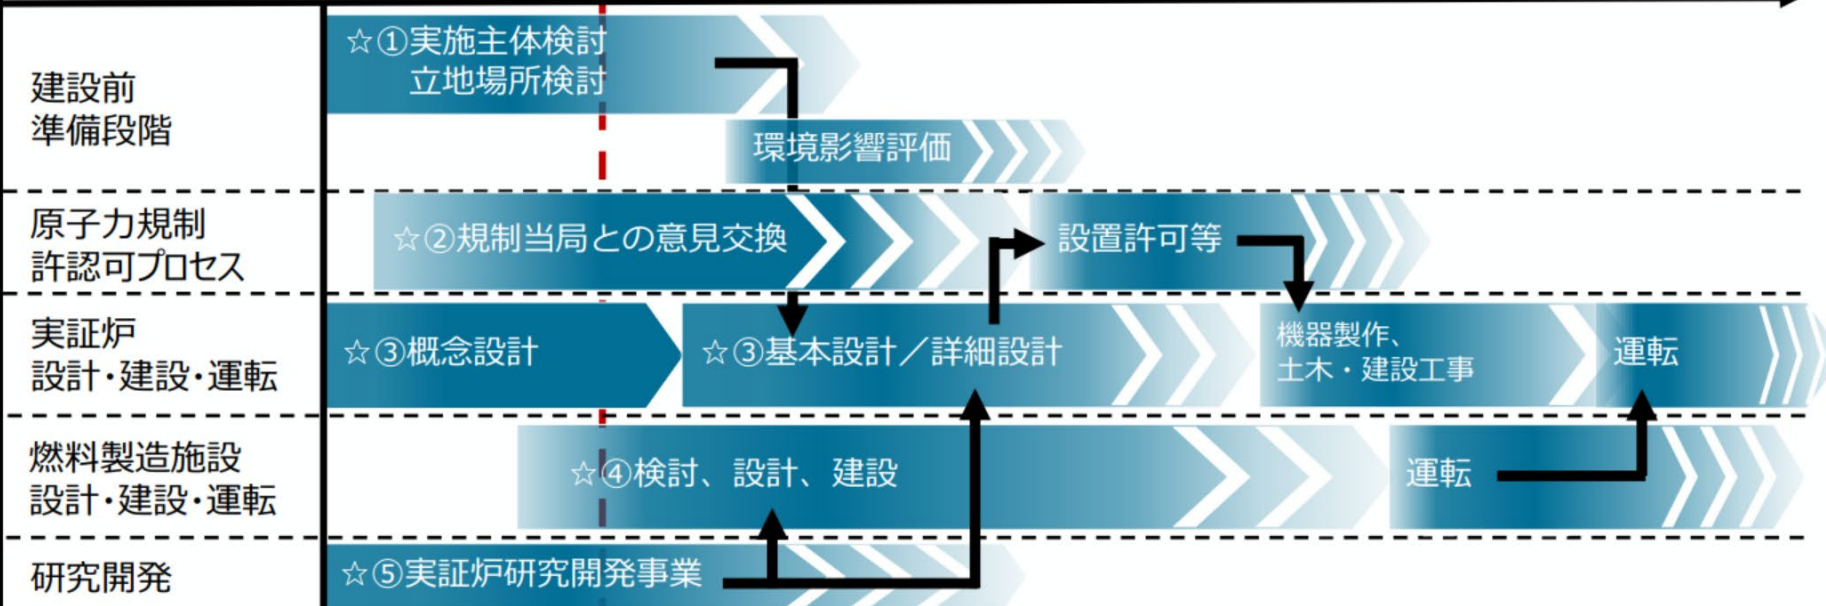 建設前
準備段階
☆①実施主体検討
立地場所検討
環境影響評価
原子力規制
許認可プロセス
☆②規制当局との意見交換
設置許可等
実証炉
設計・建設・運転
☆③概念設計
☆③基本設計／詳細設計
機器製作、
土木・建設工事
運転
燃料製造施設
設計・建設・運転
☆④検討、設計、建設
運転
研究開発
☆⑤実証炉研究開発事業